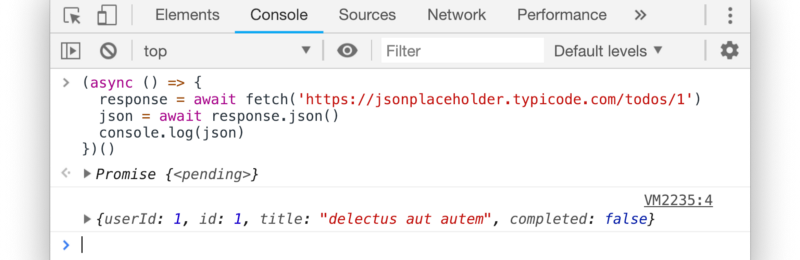 Elements Console Sources Network Performance »
top ▼ Filter Default levels ▼
> (async () => {
  response = await fetch('https://jsonplaceholder.typicode.com/todos/1')
  json = await response.json()
  console.log(json)
})()
Promise {<pending>}
VM2235:4
{userId: 1, id: 1, title: "delectus aut autem", completed: false}
>